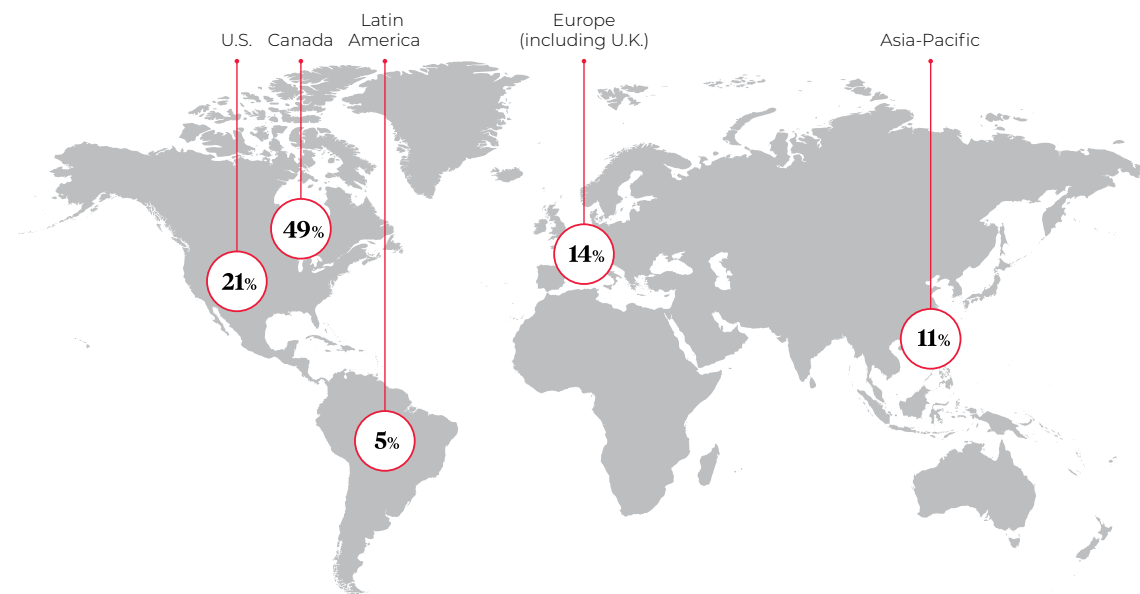 U.S.
Canada
Latin
America
Europe
(including U.K.)
Asia-Pacific
49%
21%
14%
11%
5%